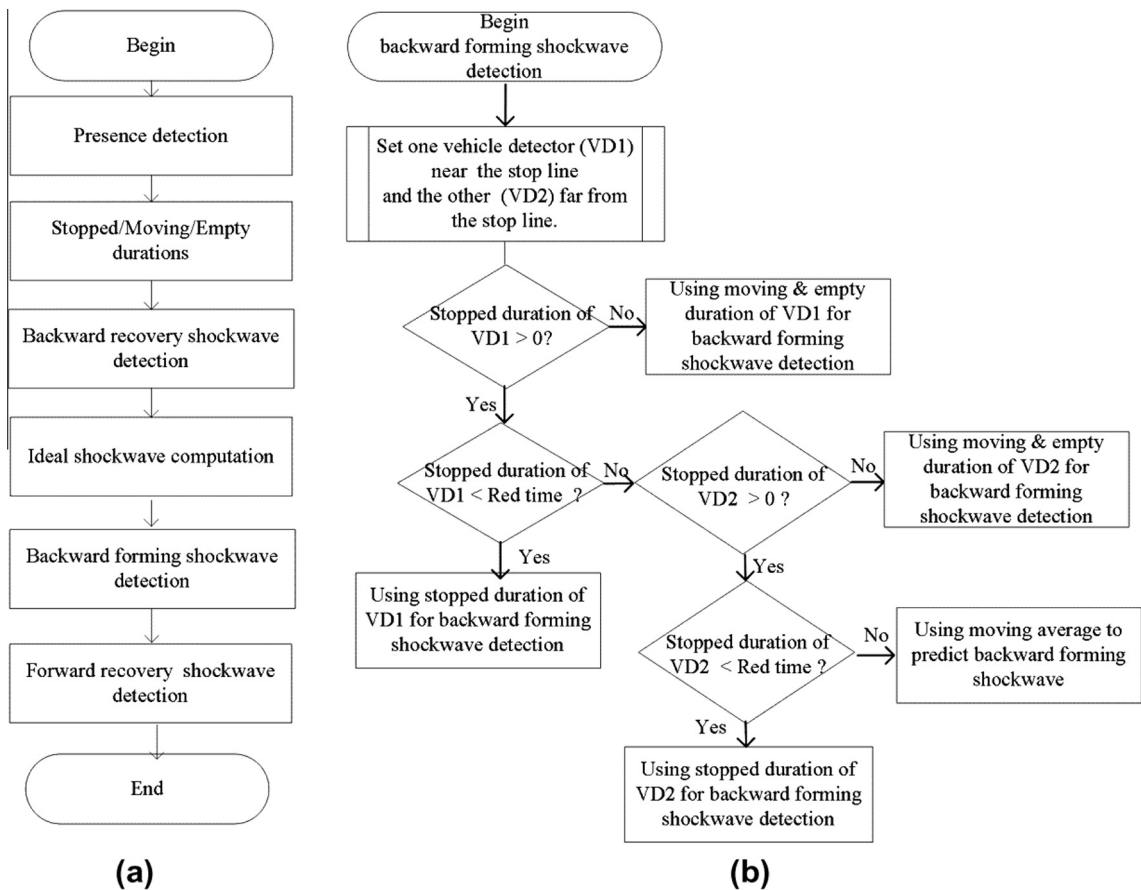 Begin
Presence detection
Stopped/Moving/Empty
durations
Backward recovery shockwave
detection
Ideal shockwave computation
Backward forming shockwave
detection
Forward recovery shockwave
detection
End
(a)
Begin
backward forming shockwave
detection
Set one vehicle detector (VD1)
near the stop line
and the other (VD2) far from
the stop line.
Stopped duration of
VD1 > 0?
No
Using moving & empty
duration of VD1 for
backward forming
shockwave detection
Yes
Stopped duration of
VD1 < Red time ?
No
Stopped duration of
VD2 > 0 ?
No
Using moving & empty
duration of VD2 for
backward forming
shockwave detection
Yes
Using stopped duration of
VD1 for backward forming
shockwave detection
Yes
Stopped duration of
VD2 < Red time ?
No
Using moving average to
predict backward forming
shockwave
Yes
Using stopped duration of
VD2 for backward forming
shockwave detection
(b)